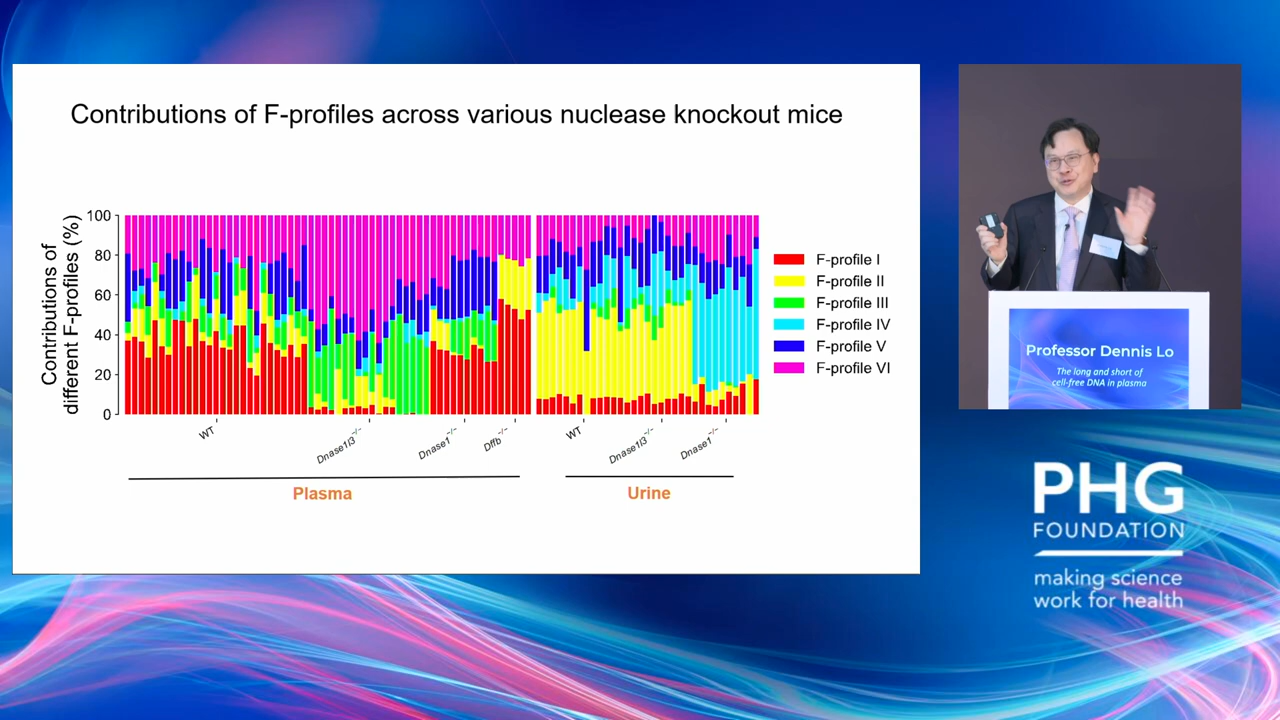 Contributions of F-profiles across various nuclease knockout mice
Contributions of
different F-profiles (%)
100
80
60
40
20
0
WT
Dnase1l3-/-
Dnase1-/-
Dffb-/-
WT
Dnase1l3-/-
Dnase1-/-
Plasma
Urine
F-profile I
F-profile II
F-profile III
F-profile IV
F-profile V
F-profile VI
Professor Dennis Lo
The long and short of
cell-free DNA in plasma
PHG
FOUNDATION
making science
work for health